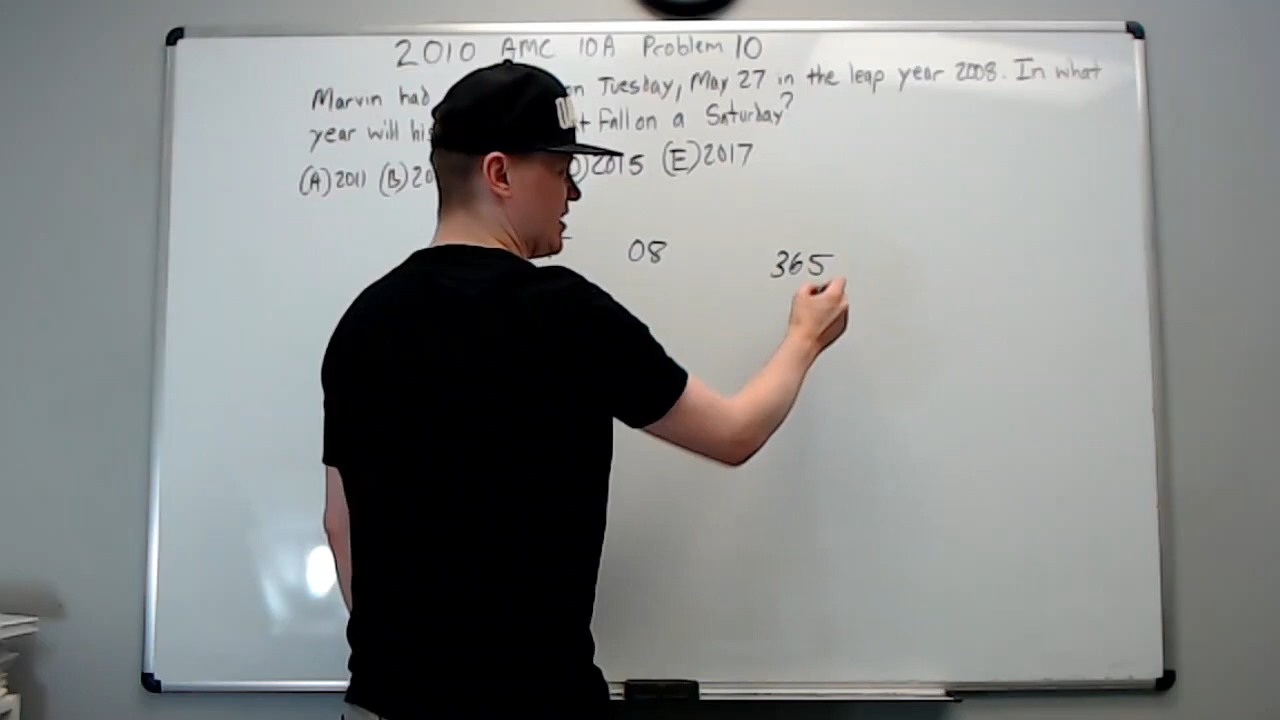 2010 AMC 10A Problem 10
Marvin had on Tuesday, May 27 in the leap year 2008. In what
year will his fall on a Saturday?
(A) 2011 (B) 20 2015 (E) 2017
08 365